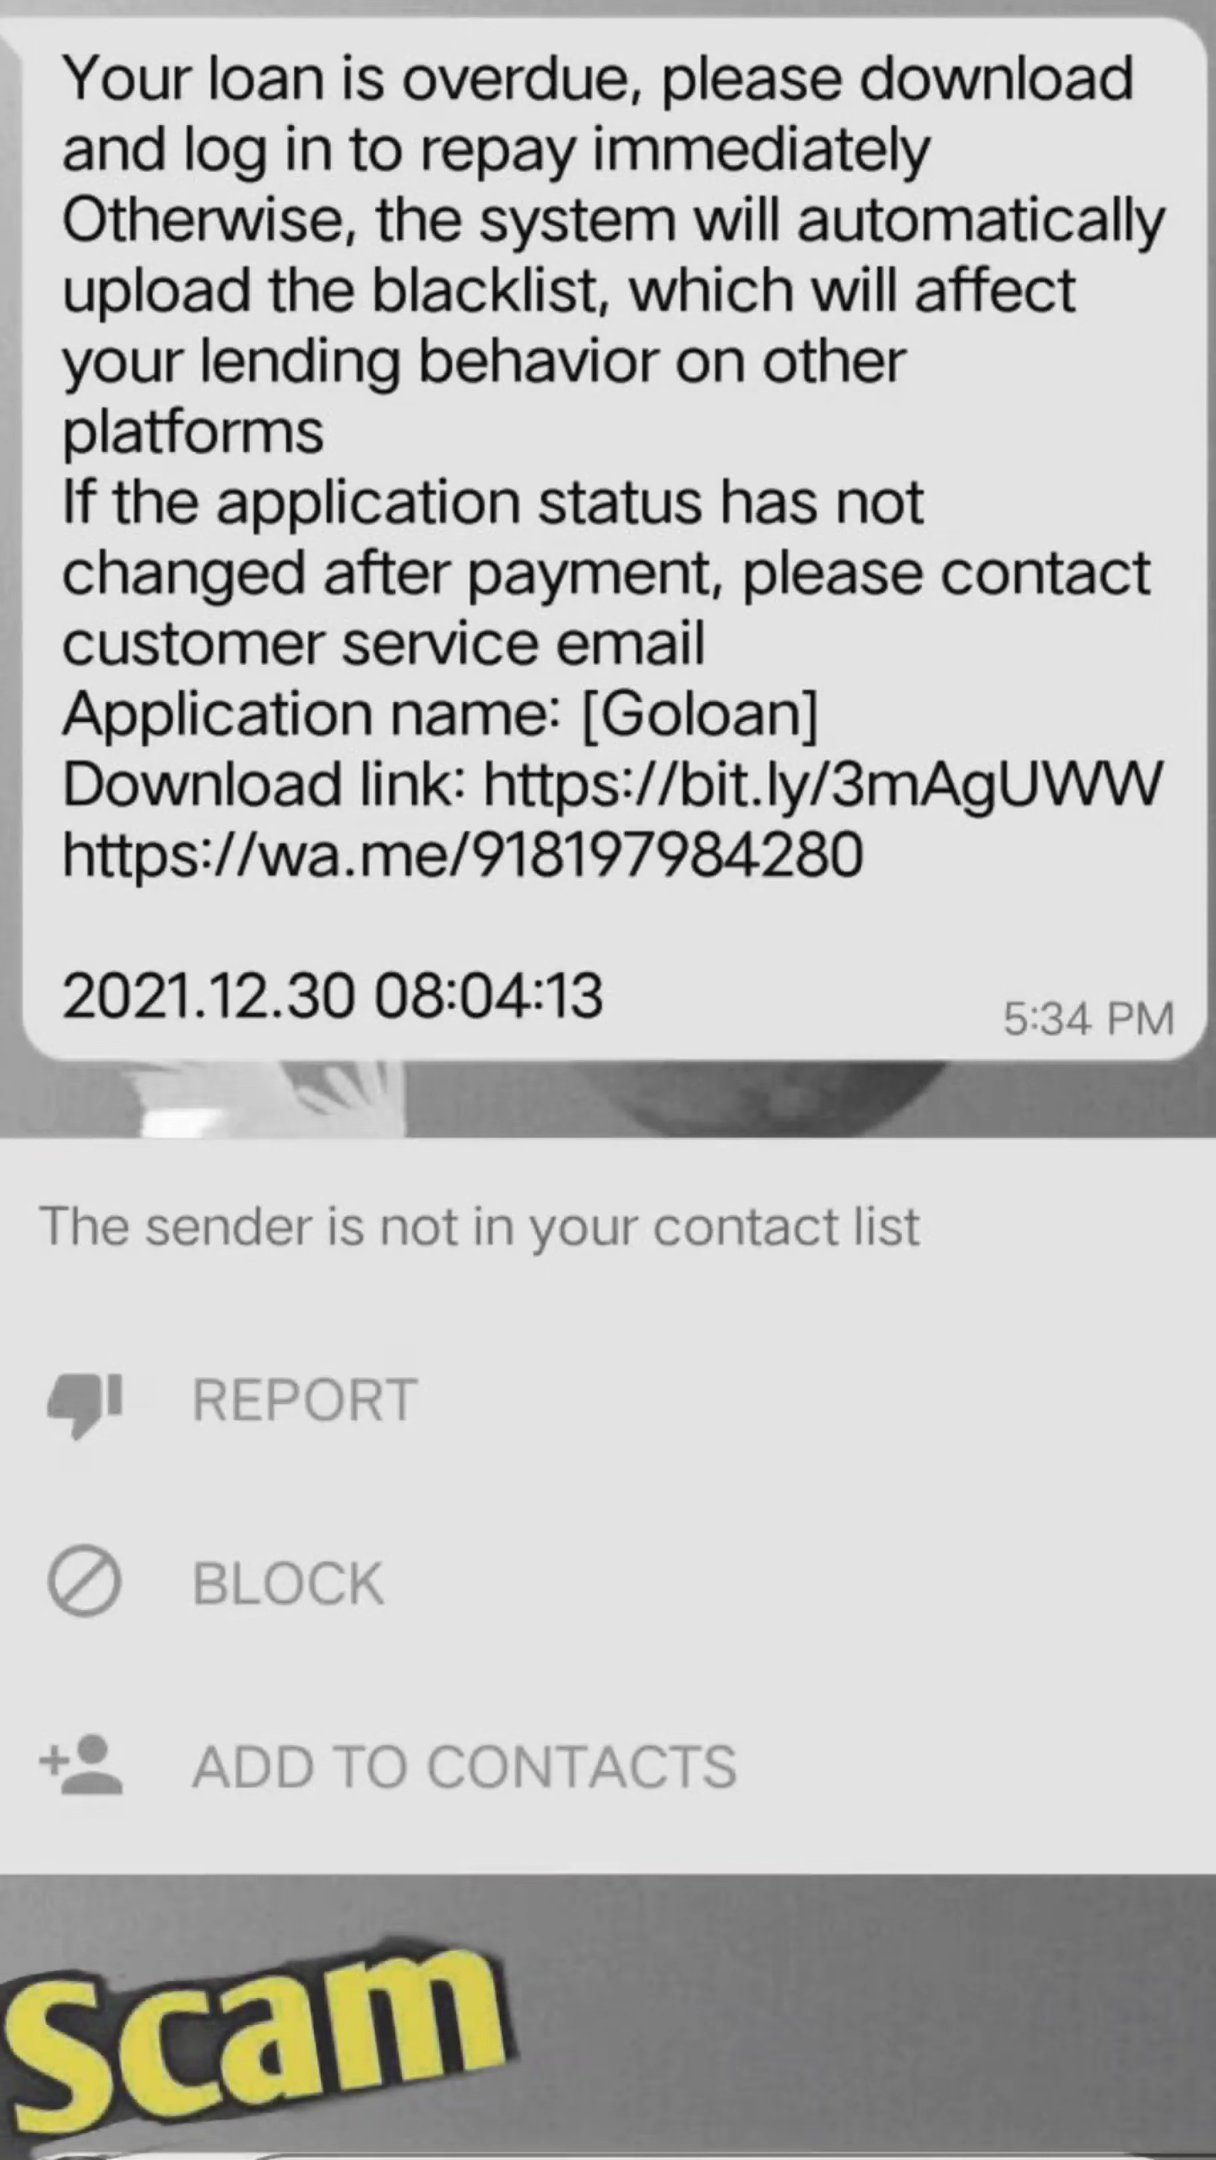 Your loan is overdue, please download
and log in to repay immediately
Otherwise, the system will automatically
upload the blacklist, which will affect
your lending behavior on other
platforms
If the application status has not
changed after payment, please contact
customer service email
Application name: [Goloan]
Download link: https://bit.ly/3mAgUWW
https://wa.me/918197984280
2021.12.30 08:04:13
5:34 PM
The sender is not in your contact list
REPORT
BLOCK
ADD TO CONTACTS
Scam